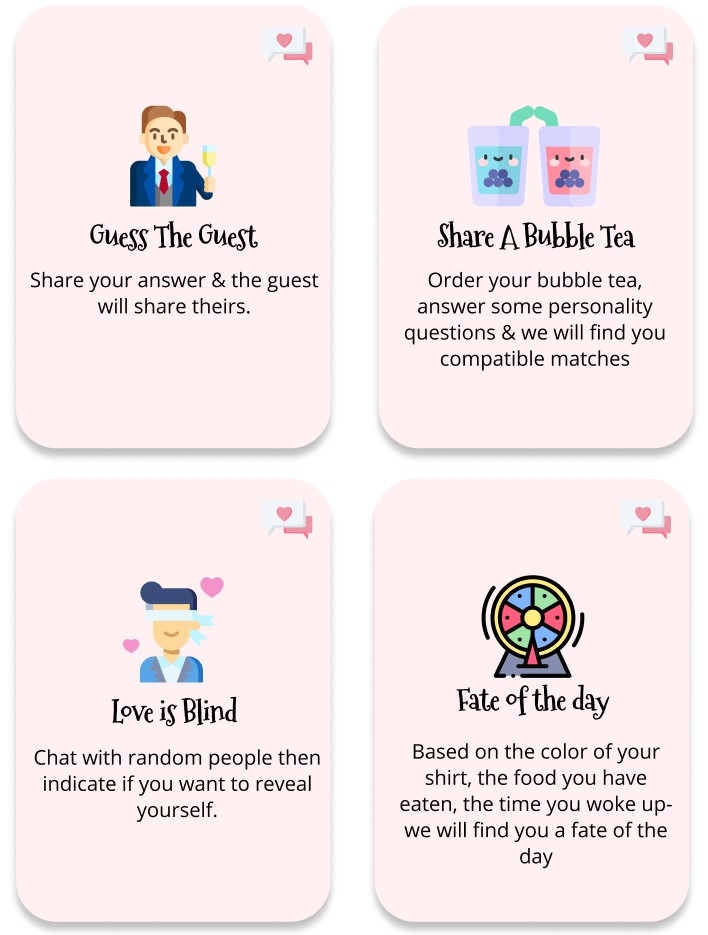 Guess The Guest
Share your answer & the guest
will share theirs.
Share A Bubble Tea
Order your bubble tea,
answer some personality
questions & we will find you
compatible matches
Love is Blind
Chat with random people then
indicate if you want to reveal
yourself.
Fate of the day
Based on the color of your
shirt, the food you have
eaten, the time you woke up-
we will find you a fate of the
day